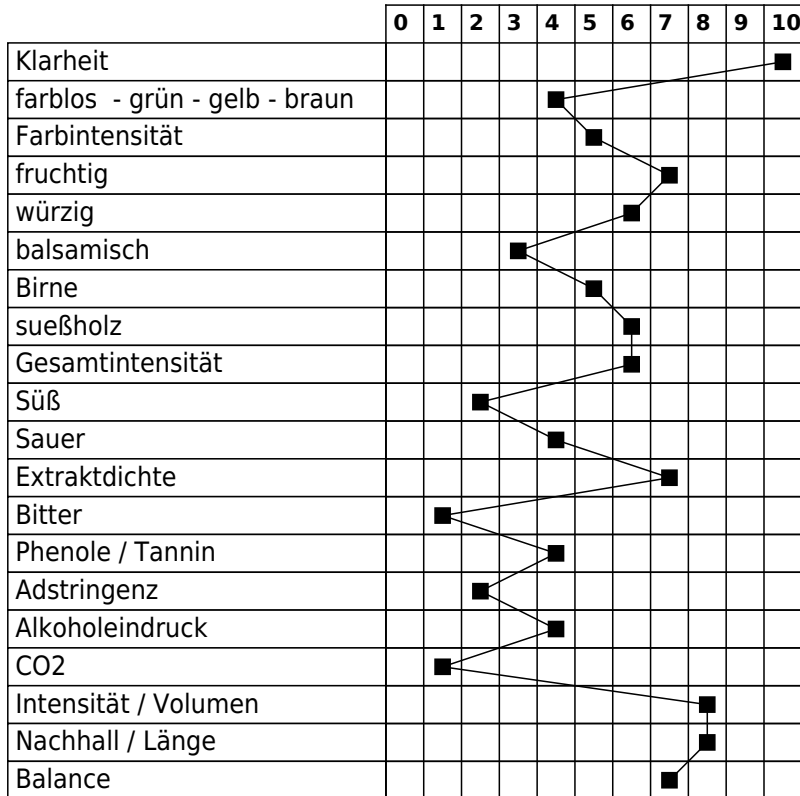 0 1 2 3 4 5 6 7 8 9 10
Klarheit
farblos  - grün - gelb - braun
Farbintensität
fruchtig
würzig
balsamisch
Birne
sueßholz
Gesamtintensität
Süß
Sauer
Extraktdichte
Bitter
Phenole / Tannin
Adstringenz
Alkoholeindruck
CO2
Intensität / Volumen
Nachhall / Länge
Balance